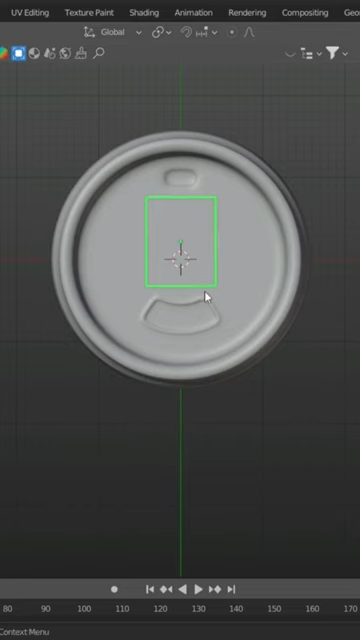 UV Editing Texture Paint Shading Animation Rendering Compositing Geo
Global
80 90 100 110 120 130 140 150 160 170
Context Menu